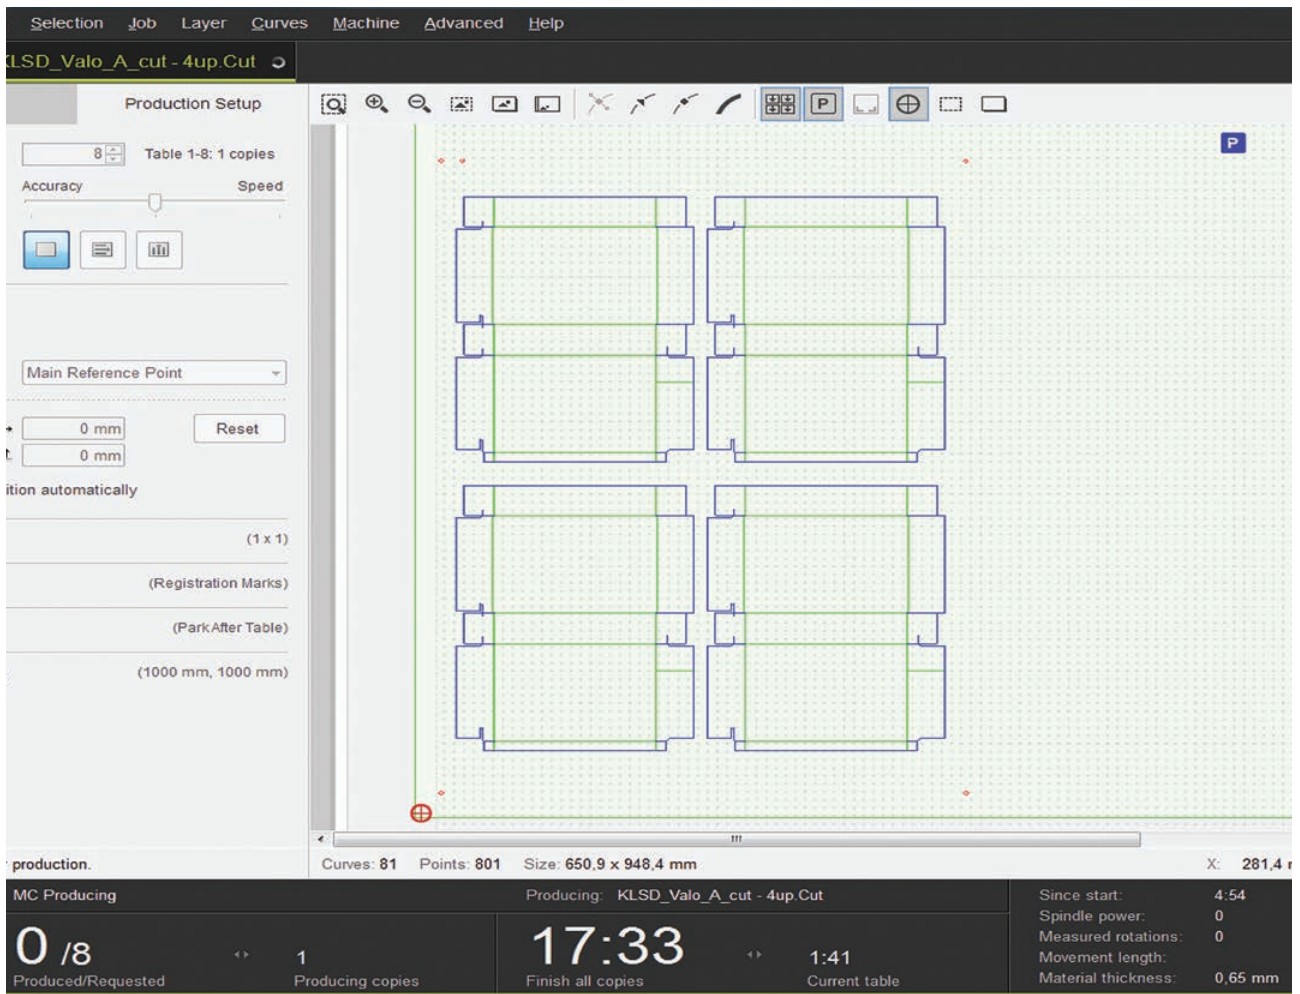 Selection Job Layer Curves Machine Advanced Help
KLSD_Valo_A_cut - 4up.Cut
Production Setup
P
8 Table 1-8: 1 copies
P
Accuracy Speed
Main Reference Point
0 mm Reset
0 mm
ition automatically
(1 x 1)
(Registration Marks)
(Park After Table)
(1000 mm, 1000 mm)
production. Curves: 81 Points: 801 Size: 650,9 x 948,4 mm X: 281,4
MC Producing Producing: KLSD_Valo_A_cut - 4up.Cut Since start: 4:54
Spindle power: 0
Measured rotations: 0
0 /8 1 17:33 1:41 Movement length:
Produced/Requested Producing copies Finish all copies Current table Material thickness: 0,65 mm